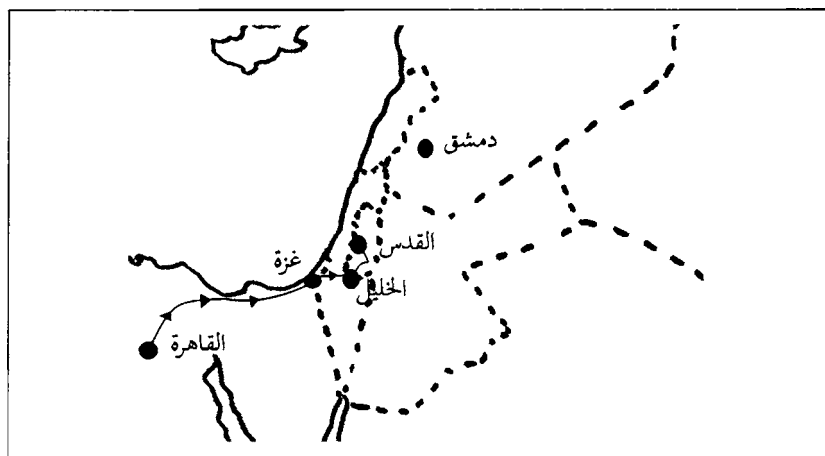 دمشق
القدس
غزة
الخليل
القاهرة